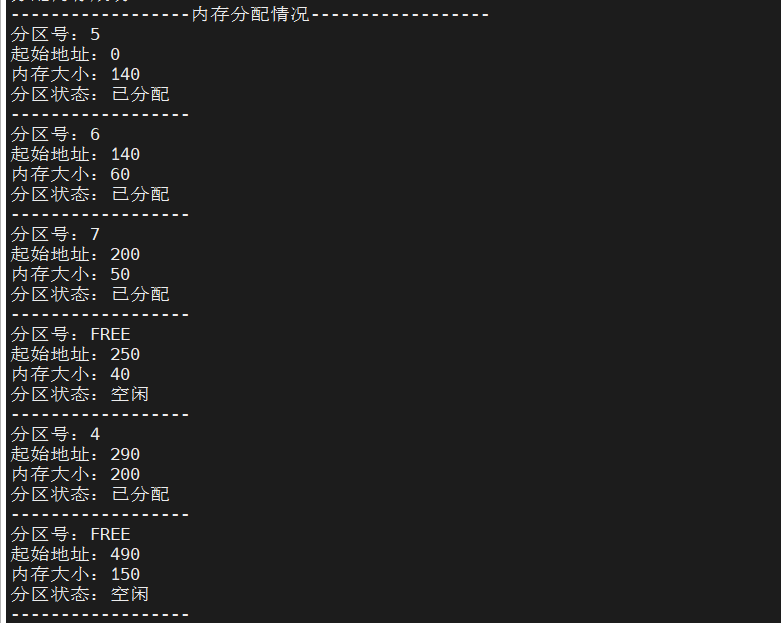 ------------------内存分配情况------------------
分区号：5
起始地址：0
内存大小：140
分区状态：已分配
------------------
分区号：6
起始地址：140
内存大小：60
分区状态：已分配
------------------
分区号：7
起始地址：200
内存大小：50
分区状态：已分配
------------------
分区号：FREE
起始地址：250
内存大小：40
分区状态：空闲
------------------
分区号：4
起始地址：290
内存大小：200
分区状态：已分配
------------------
分区号：FREE
起始地址：490
内存大小：150
分区状态：空闲
------------------